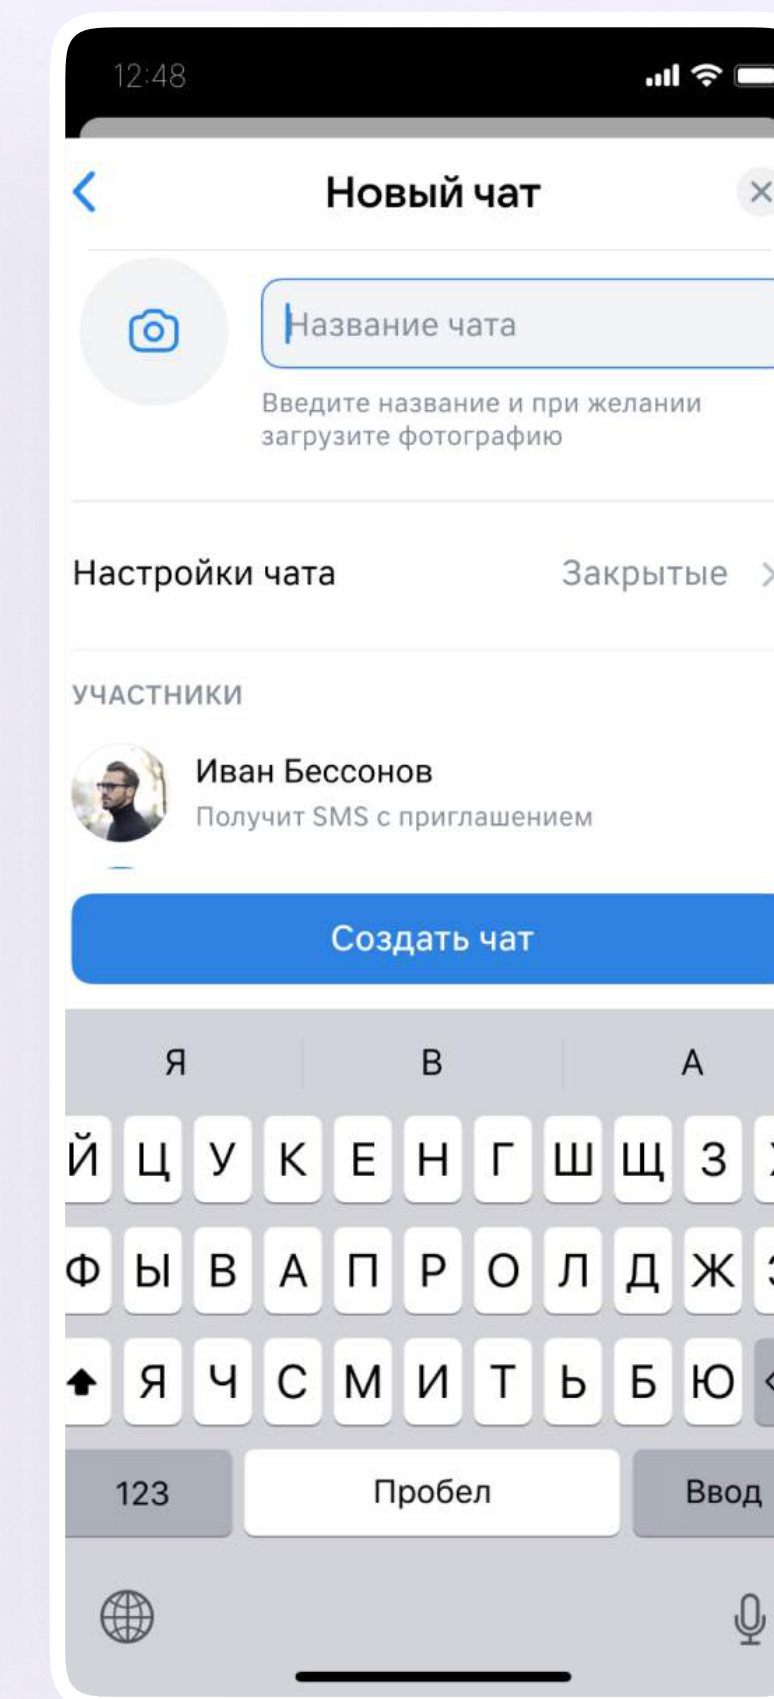 12:48
Новый чат
Название чата
Введите название и при желании
загрузите фотографию
Настройки чата Закрытые
УЧАСТНИКИ
Иван Бессонов
Получит SMS с приглашением
Создать чат
Я В А
Й Ц У К Е Н Г Ш Щ З
Ф Ы В А П Р О Л Д Ж
Я Ч С М И Т Ь Б Ю
123 Пробел Ввод